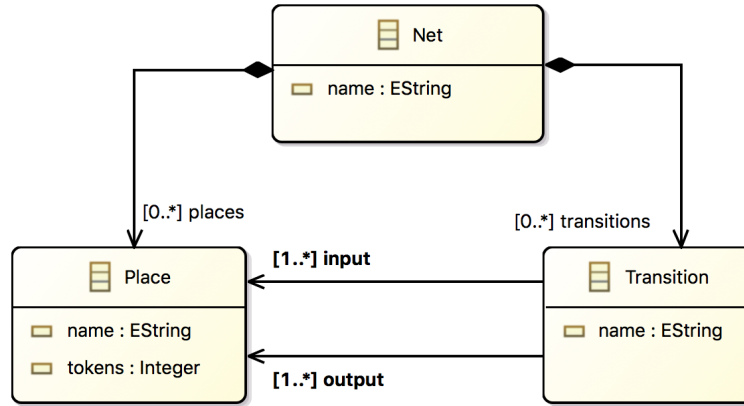 Net
name : EString
[0..*] places
[0..*] transitions
Place
name : EString
tokens : Integer
[1..*] input
[1..*] output
Transition
name : EString